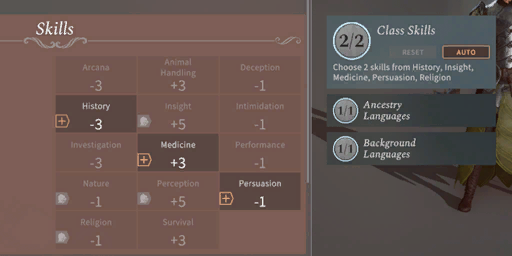 Skills
Arcana
-3
Animal
Handling
+3
Deception
-1
History
-3
Insight
+5
Intimidation
-1
Investigation
-3
Medicine
+3
Performance
-1
Nature
-1
Perception
+5
Persuasion
-1
Religion
-1
Survival
+3
2/2
Class Skills
RESET
AUTO
Choose 2 skills from History, Insight,
Medicine, Persuasion, Religion
1/1
Ancestry
Languages
1/1
Background
Languages